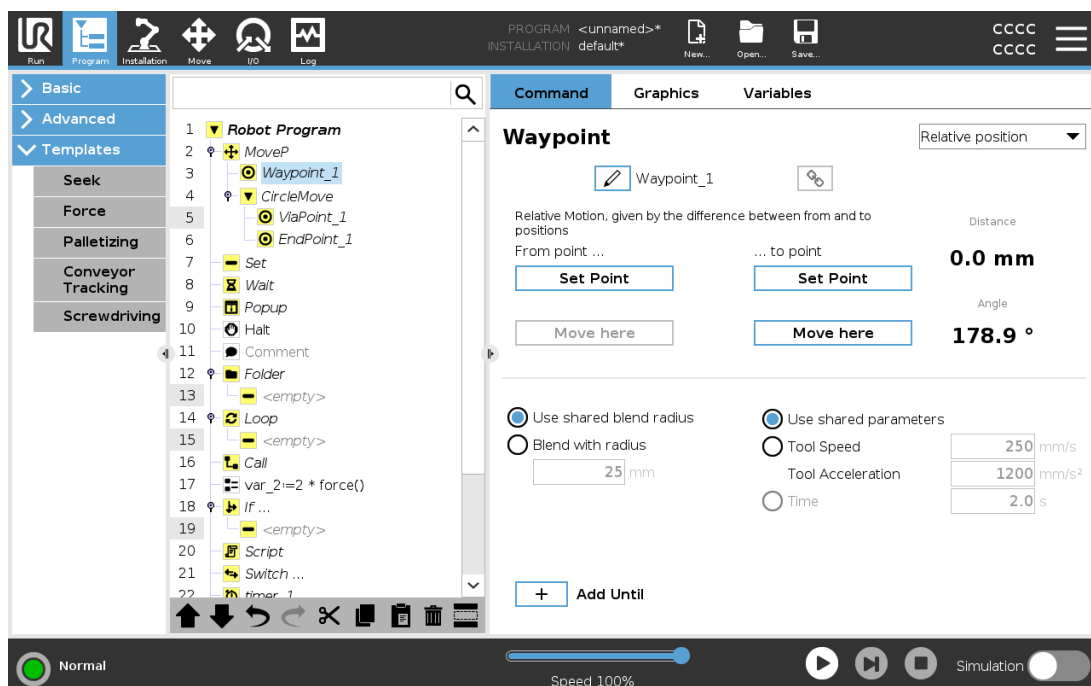 PROGRAM <unnamed>*
INSTALLATION default*
New...
Open...
Save...
CCCC
CCCC
Run
Program
Installation
Move
I/O
Log
Basic
Advanced
Templates
Seek
Force
Palletizing
Conveyor
Tracking
Screwdriving
1 Robot Program
2 MoveP
3 Waypoint_1
4 CircleMove
5 ViaPoint_1
6 EndPoint_1
7 Set
8 Wait
9 Popup
10 Halt
11 Comment
12 Folder
13 <empty>
14 Loop
15 <empty>
16 Call
17 var_2:=2 * force()
18 If ...
19 <empty>
20 Script
21 Switch ...
22 timer_1
Command Graphics Variables
Waypoint
Relative position
Waypoint_1
Relative Motion, given by the difference between from and to
positions
From point ...
... to point
Set Point
Set Point
Move here
Move here
Distance
0.0 mm
Angle
178.9 °
Use shared blend radius
Blend with radius
25 mm
Use shared parameters
Tool Speed 250 mm/s
Tool Acceleration 1200 mm/s²
Time 2.0 s
+ Add Until
Normal
Speed 100%
Simulation